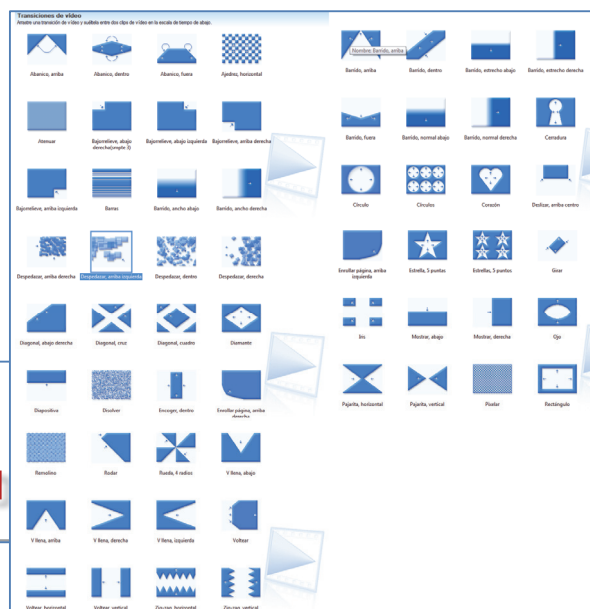 Transiciones de vídeo
Arrastre una transición de vídeo y suéltela entre dos clips de vídeo en la escala de tiempo de abajo.
Abanico, arriba
Abanico, dentro
Abanico, fuera
Ajedrez, horizontal
Atenuar
Bajorrelieve, abajo derecha(emple 3)
Bajorrelieve, abajo izquierda
Bajorrelieve, arriba derecha
Bajorrelieve, arriba izquierda
Barras
Barrido, ancho abajo
Barrido, ancho derecha
Despedazar, arriba derecha
Despedazar, arriba izquierda
Despedazar, dentro
Despedazar, derecha
Diagonal, abajo derecha
Diagonal, cruz
Diagonal, cuadro
Diamante
Diapositiva
Disolver
Encoger, dentro
Enrollar página, arriba
derecha
Remolino
Rodar
Rueda, 4 radios
V llena, abajo
V llena, arriba
V llena, derecha
V llena, izquierda
Voltear
Voltear, horizontal
Voltear, vertical
Zig-zag, horizontal
Zig-zag, vertical
Nombre: Barrido, arriba
Barrido, arriba
Barrido, dentro
Barrido, estrecho abajo
Barrido, estrecho derecha
Barrido, fuera
Barrido, normal abajo
Barrido, normal derecha
Cerradura
Círculo
Círculos
Corazón
Deslizar, arriba centro
Enrollar página, arriba
izquierda
Estrella, 5 puntas
Estrellas, 5 puntas
Girar
Iris
Mostrar, abajo
Mostrar, derecha
Ojo
Pajarita, horizontal
Pajarita, vertical
Pixelar
Rectángulo